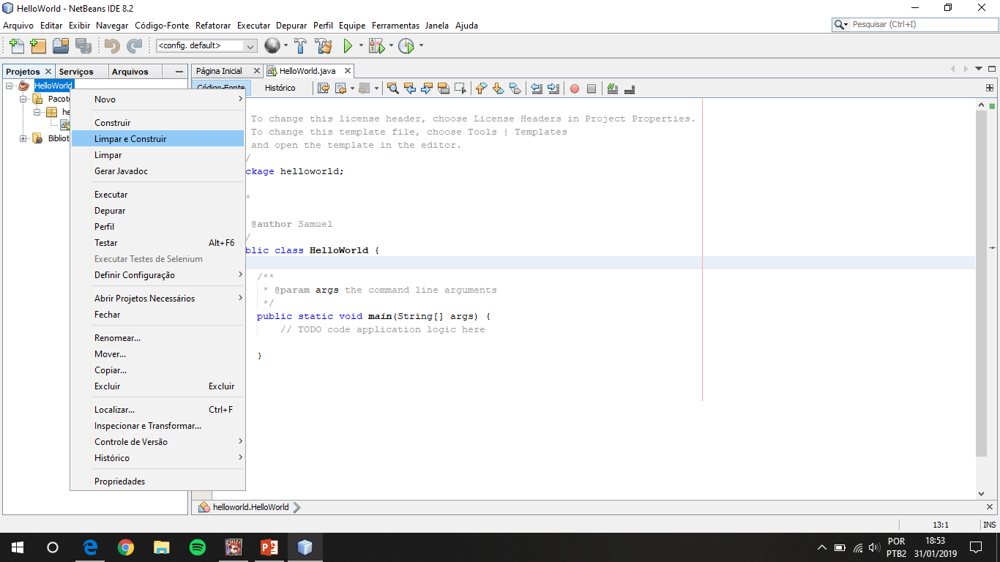 HelloWorld - NetBeans IDE 8.2
Arquivo Editar Exibir Navegar Código-Fonte Refatorar Executar Depurar Perfil Equipe Ferramentas Janela Ajuda
Pesquisar (Ctrl+I)
<config. default>
Projetos Serviços Arquivos
Página Inicial HelloWorld.java
HelloWorld
Código-Fonte Histórico
Novo
Construir
Limpar e Construir
Limpar
Gerar Javadoc
Executar
Depurar
Perfil
Testar Alt+F6
Executar Testes de Selenium
Definir Configuração
Abrir Projetos Necessários
Fechar
Renomear...
Mover...
Copiar...
Excluir Excluir
Localizar... Ctrl+F
Inspecionar e Transformar...
Controle de Versão
Histórico
Propriedades
To change this license header, choose License Headers in Project Properties.
To change this template file, choose Tools | Templates
and open the template in the editor.
/
ckage helloworld;
*
@author Samuel
/
blic class HelloWorld {
/**
* @param args the command line arguments
*/
public static void main(String[] args) {
// TODO code application logic here
}
helloworld.HelloWorld
13:1 INS
POR 18:53
PTB2 31/01/2019